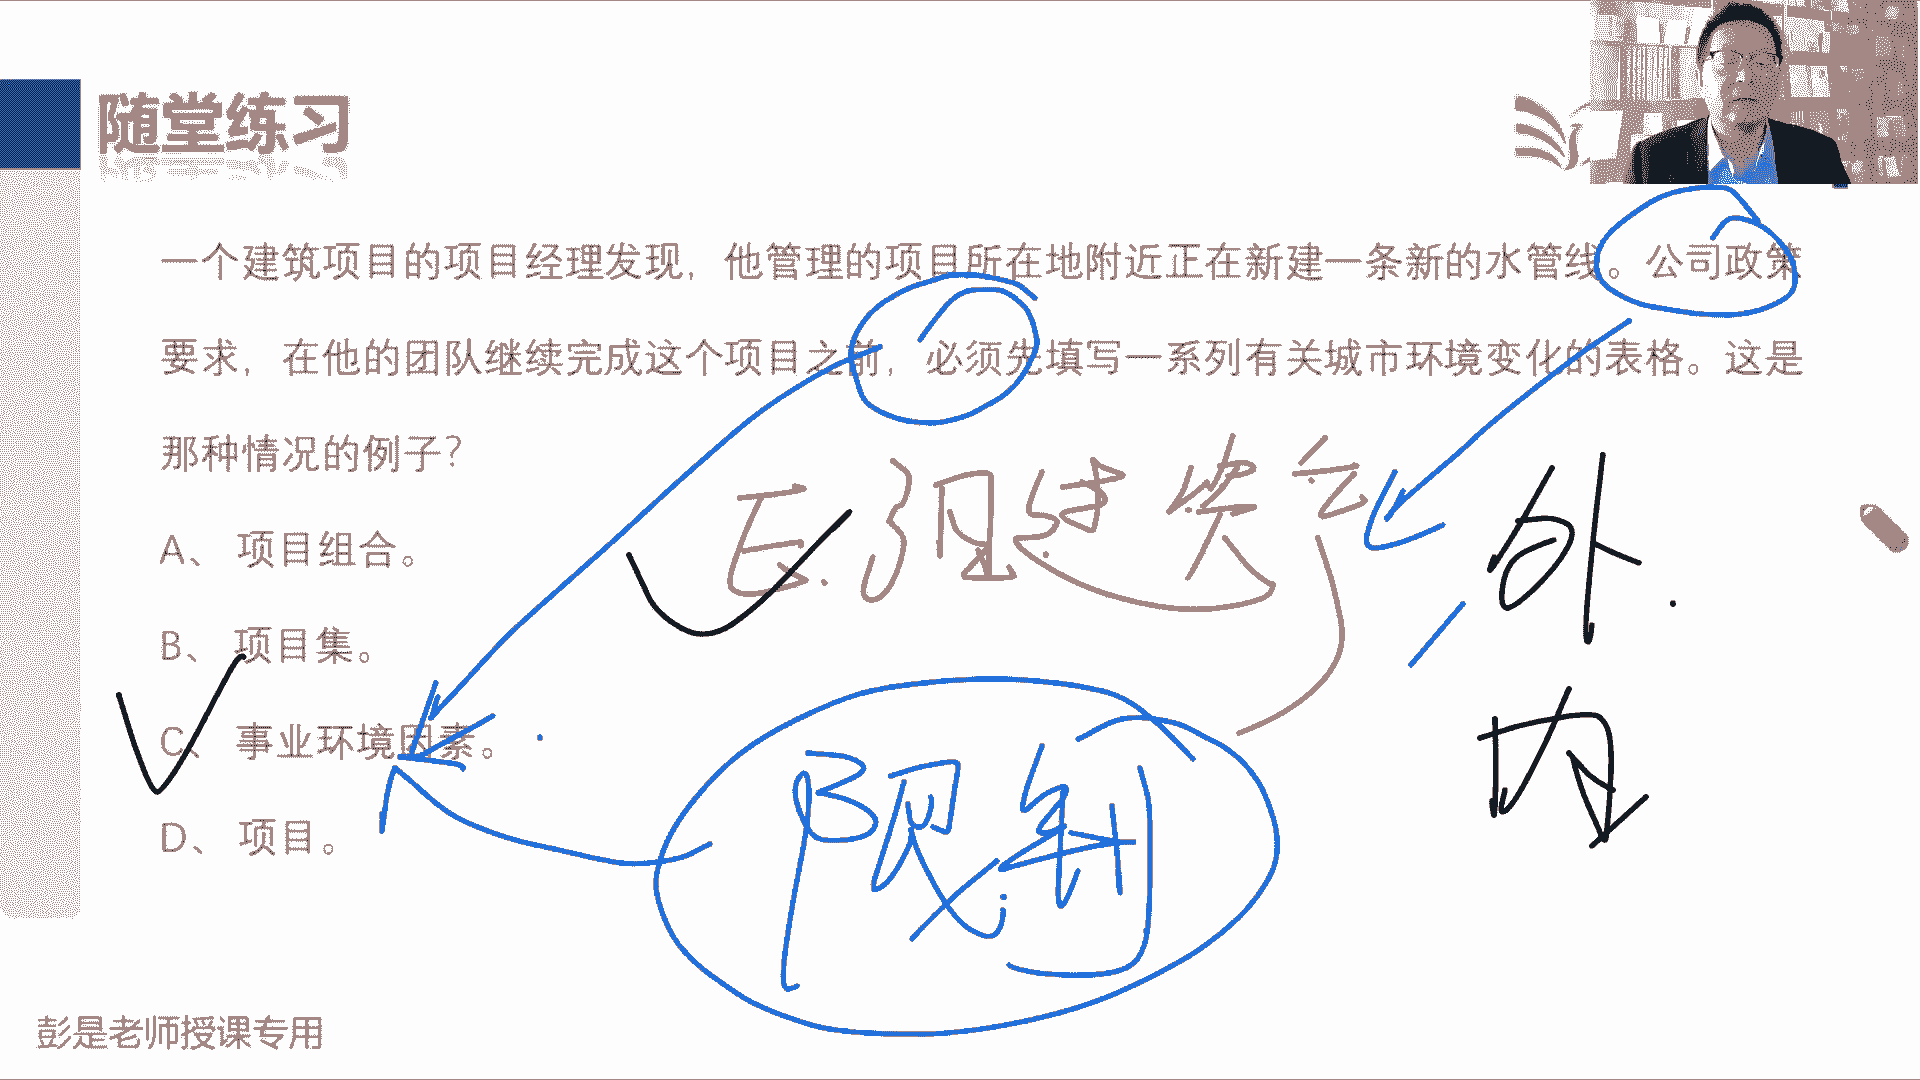 随堂练习
一个建筑项目的项目经理发现，他管理的项目所在地附近正在新建一条新的水管线。公司政策
要求，在他的团队继续完成这个项目之前，必须先填写一系列有关城市环境变化的表格。这是
那种情况的例子？
A、 项目组合。
B、 项目集。
C、 事业环境因素。
D、 项目。
外
内
限制
彭是老师授课专用